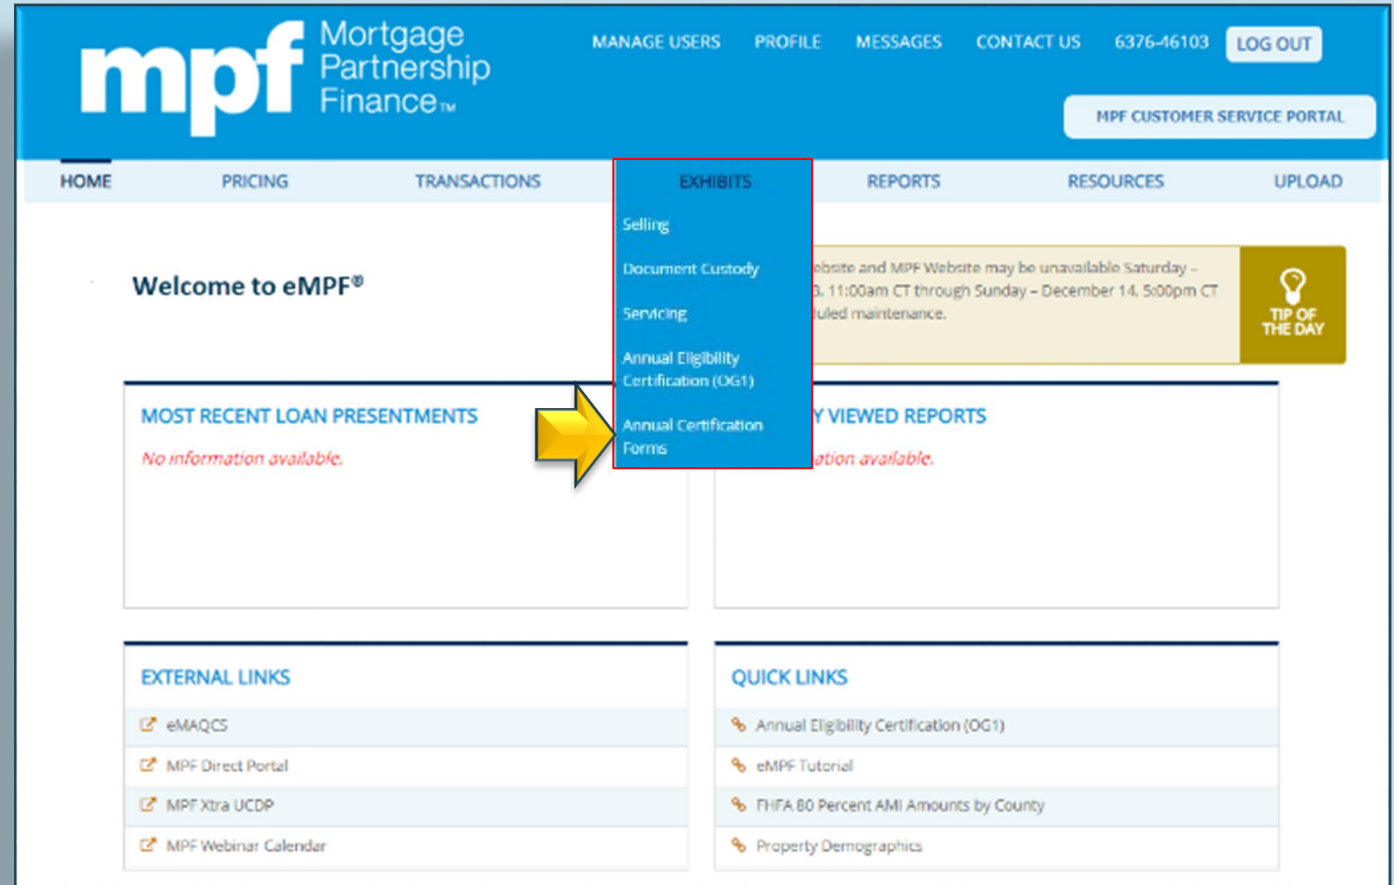 mpf
Mortgage
Partnership
Finance™
MANAGE USERS PROFILE MESSAGES CONTACT US 6376-46103 LOG OUT
MPF CUSTOMER SERVICE PORTAL
HOME PRICING TRANSACTIONS EXHIBITS REPORTS RESOURCES UPLOAD
Selling
Document Custody
Servicing
Annual Eligibility
Certification (OG1)
Annual Certification
Forms
Welcome to eMPF®
and MPF Website may be unavailable Saturday –
11:00am CT through Sunday – December 14, 5:00pm CT
maintenance.
TIP OF
THE DAY
MOST RECENT LOAN PRESENTMENTS
No information available.
VIEWED REPORTS
available.
EXTERNAL LINKS
eMAQCS
MPF Direct Portal
MPF Xtra UCDP
MPF Webinar Calendar
QUICK LINKS
Annual Eligibility Certification (OG1)
eMPF Tutorial
FHFA 80 Percent AMI Amounts by County
Property Demographics